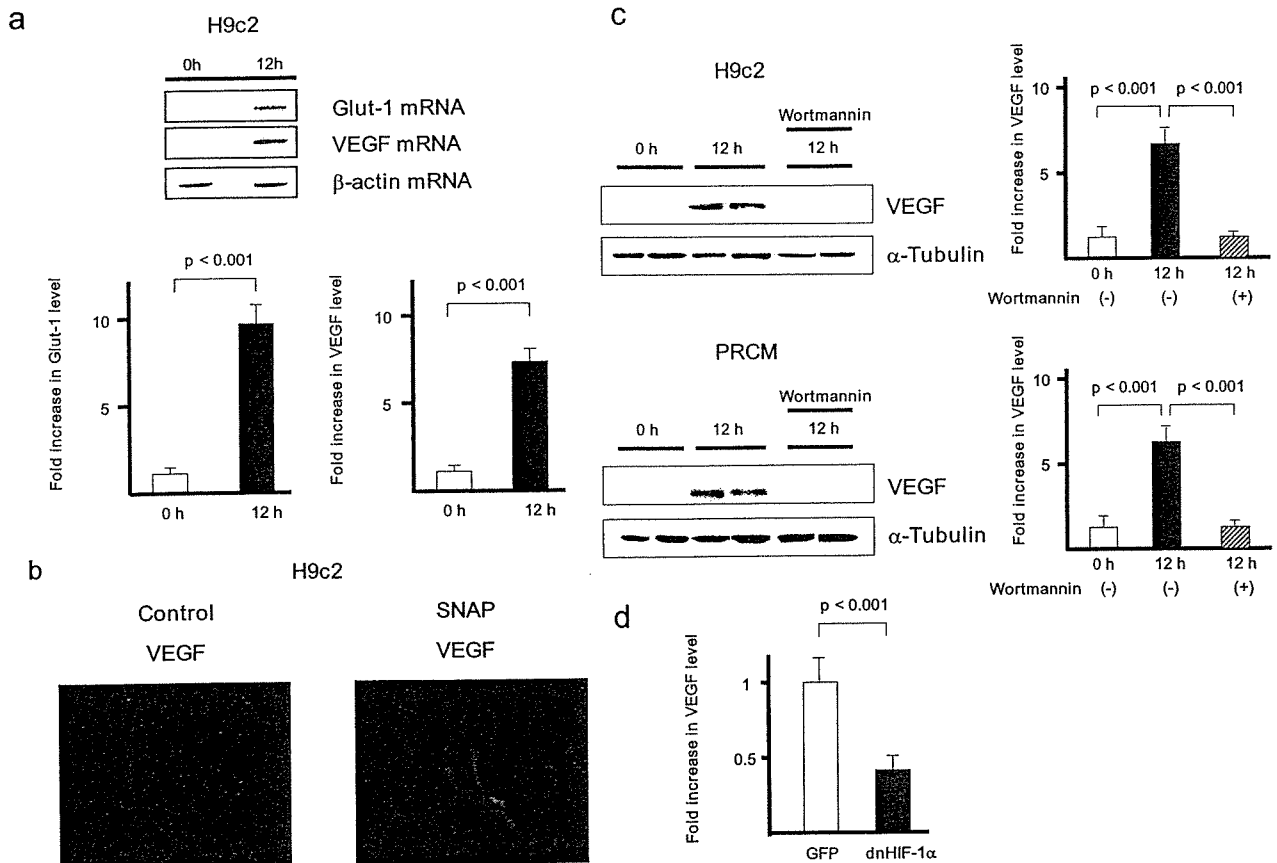 a
H9c2
0h 12h
Glut-1 mRNA
VEGF mRNA
β-actin mRNA
p < 0.001
Fold increase in Glut-1 level
10
5
0 h 12 h
p < 0.001
Fold increase in VEGF level
10
5
0 h 12 h
b
H9c2
Control
VEGF
SNAP
VEGF
c
H9c2
Wortmannin
0 h 12 h 12 h
VEGF
α-Tubulin
p < 0.001 p < 0.001
Fold increase in VEGF level
10
5
0 h 12 h 12 h
Wortmannin (-) (-) (+)
PRCM
Wortmannin
0 h 12 h 12 h
VEGF
α-Tubulin
p < 0.001 p < 0.001
Fold increase in VEGF level
10
5
0 h 12 h 12 h
Wortmannin (-) (-) (+)
d
p < 0.001
Fold increase in VEGF level
1
0.5
GFP dnHIF-1α